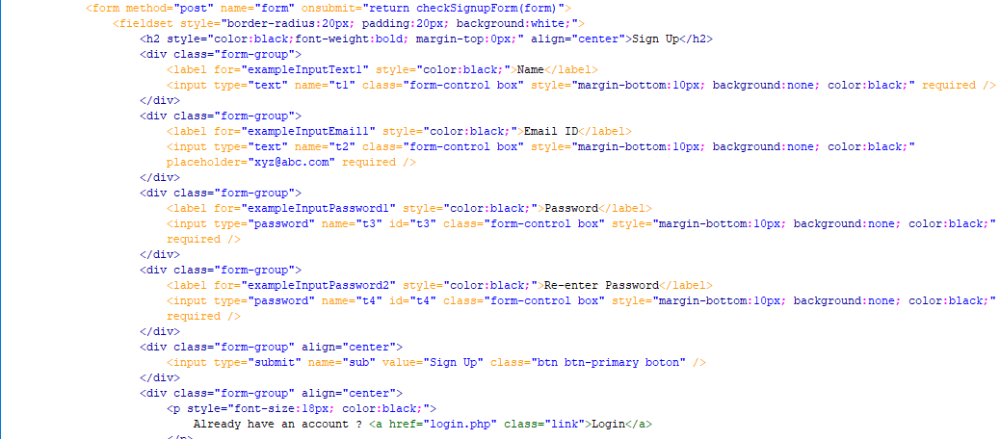 <form method="post" name="form" onsubmit="return checkSignupForm(form)">
<fieldset style="border-radius:20px; padding:20px; background:white;">
<h2 style="color:black;font-weight:bold; margin-top:0px;" align="center">Sign Up</h2>
<div class="form-group">
<label for="exampleInputText1" style="color:black;">Name</label>
<input type="text" name="t1" class="form-control box" style="margin-bottom:10px; background:none; color:black;" required />
</div>
<div class="form-group">
<label for="exampleInputEmail1" style="color:black;">Email ID</label>
<input type="text" name="t2" class="form-control box" style="margin-bottom:10px; background:none; color:black;"
placeholder="xyz@abc.com" required />
</div>
<div class="form-group">
<label for="exampleInputPassword1" style="color:black;">Password</label>
<input type="password" name="t3" id="t3" class="form-control box" style="margin-bottom:10px; background:none; color:black;"
required />
</div>
<div class="form-group">
<label for="exampleInputPassword2" style="color:black;">Re-enter Password</label>
<input type="password" name="t4" id="t4" class="form-control box" style="margin-bottom:10px; background:none; color:black;"
required />
</div>
<div class="form-group" align="center">
<input type="submit" name="sub" value="Sign Up" class="btn btn-primary boton" />
</div>
<div class="form-group" align="center">
<p style="font-size:18px; color:black;">
Already have an account ? <a href="login.php" class="link">Login</a>
</p>